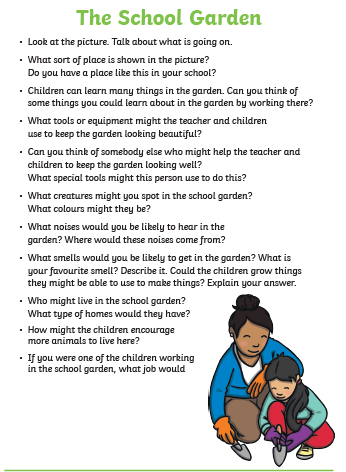 The School Garden
• Look at the picture. Talk about what is going on.
• What sort of place is shown in the picture?
Do you have a place like this in your school?
• Children can learn many things in the garden. Can you think of
some things you could learn about in the garden by working there?
• What tools or equipment might the teacher and children
use to keep the garden looking beautiful?
• Can you think of somebody else who might help the teacher and
children to keep the garden looking well?
What special tools might this person use to do this?
• What creatures might you spot in the school garden?
What colours might they be?
• What noises would you be likely to hear in the
garden? Where would these noises come from?
• What smells would you be likely to get in the garden? What is
your favourite smell? Describe it. Could the children grow things
they might be able to use to make things? Explain your answer.
• Who might live in the school garden?
What type of homes would they have?
• How might the children encourage
more animals to live here?
• If you were one of the children working
in the school garden, what job would